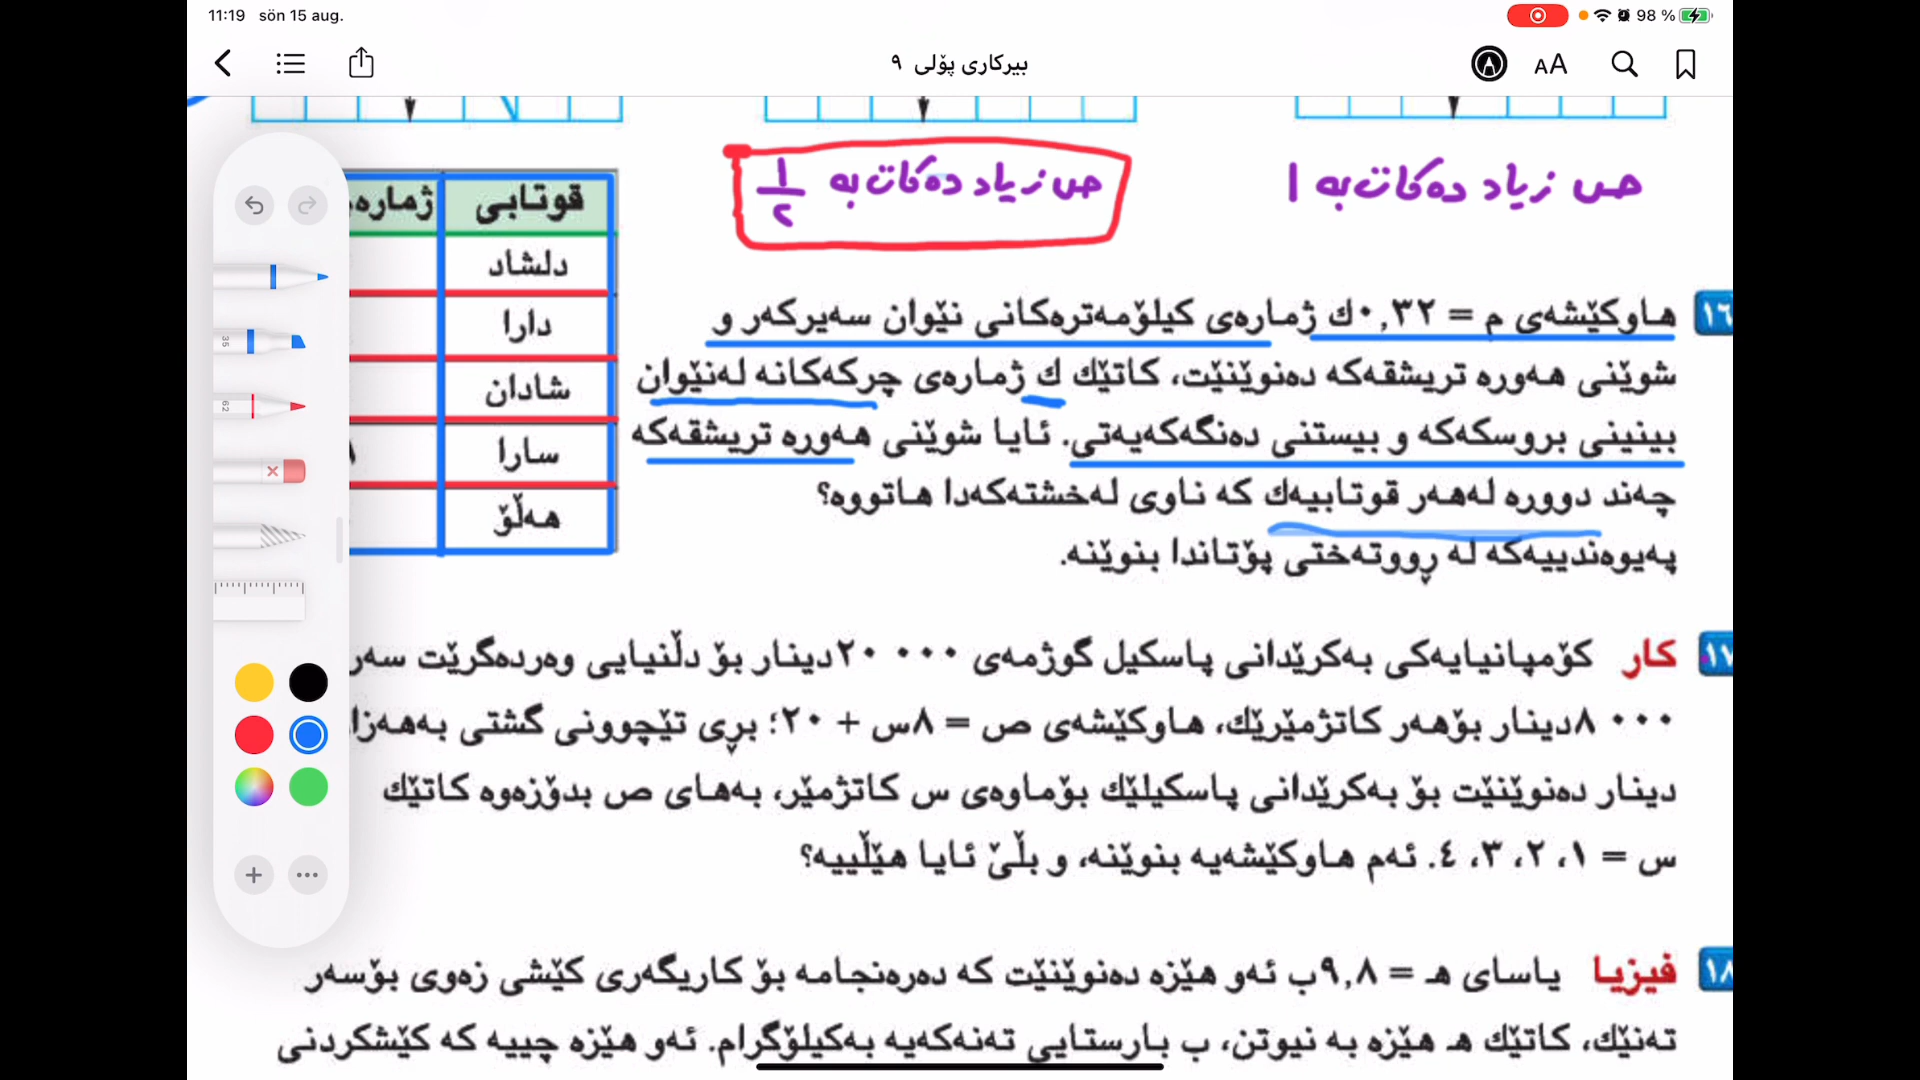 11:19 sön 15 aug.
98 %
بیرکاری پۆلی ٩
AA
ص زیاد دەکات بە ١
ص زیاد دەکات بە ١/٢
قوتابی
ژمارە
دلشاد
دارا
شادان
سارا
هەڵۆ
١٦ هاوکێشەی م = ٠,٣٢ك ژمارەی کیلۆمەترەکانی نێوان سەیرکەر و
شوێنی هەورە تریشقەکە دەنوێنێت، کاتێك ك ژمارەی چرکەکانە لەنێوان
بینینی بروسکەکە و بیستنی دەنگەکەیەتی. ئایا شوێنی هەورە تریشقەکە
چەند دوورە لەهەر قوتابیەك کە ناوی لەخشتەکەدا هاتووە؟
پەیوەندییەکە لە ڕووتەختی پۆتاندا بنوێنە.
١٧ کار کۆمپانیایەکی بەکرێدانی پاسکیل گوژمەی ٢٠ ٠٠٠دینار بۆ دڵنیایی وەردەگرێت سەر
٨ ٠٠٠دینار بۆهەر کاتژمێرێك، هاوکێشەی ص = ٨س + ٢٠؛ بڕی تێچوونی گشتی بەهەزا
دینار دەنوێنێت بۆ بەکرێدانی پاسکیلێك بۆماوەی س کاتژمێر، بەهای ص بدۆزەوە کاتێك
س = ١، ٢، ٣، ٤. ئەم هاوکێشەیە بنوێنە، و بڵێ ئایا هێڵییە؟
١٨ فیزیا یاسای هـ = ٩,٨ب ئەو هێزە دەنوێنێت کە دەرەنجامە بۆ کاریگەری کێشی زەوی بۆسەر
تەنێك، کاتێك هـ هێزە بە نیوتن، ب بارستایی تەنەکەیە بەکیلۆگرام. ئەو هێزە چییە کە کێشکردنی